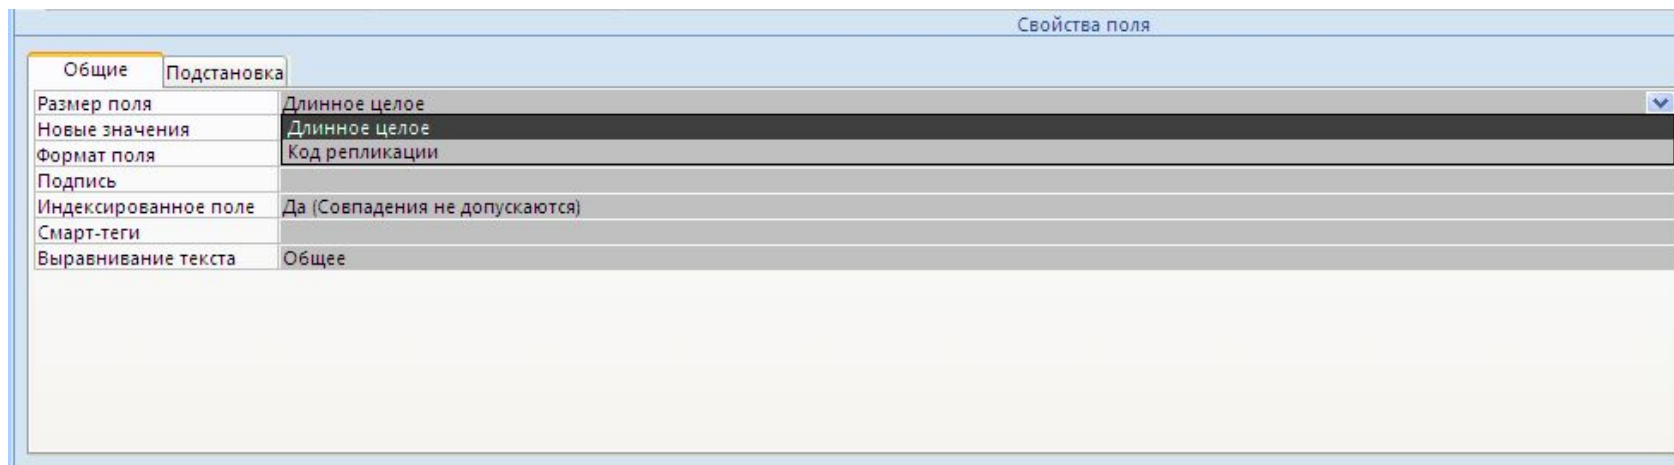 Свойства поля
Общие Подстановка
Размер поля Длинное целое
Новые значения Длинное целое
Формат поля Код репликации
Подпись
Индексированное поле Да (Совпадения не допускаются)
Смарт-теги
Выравнивание текста Общее